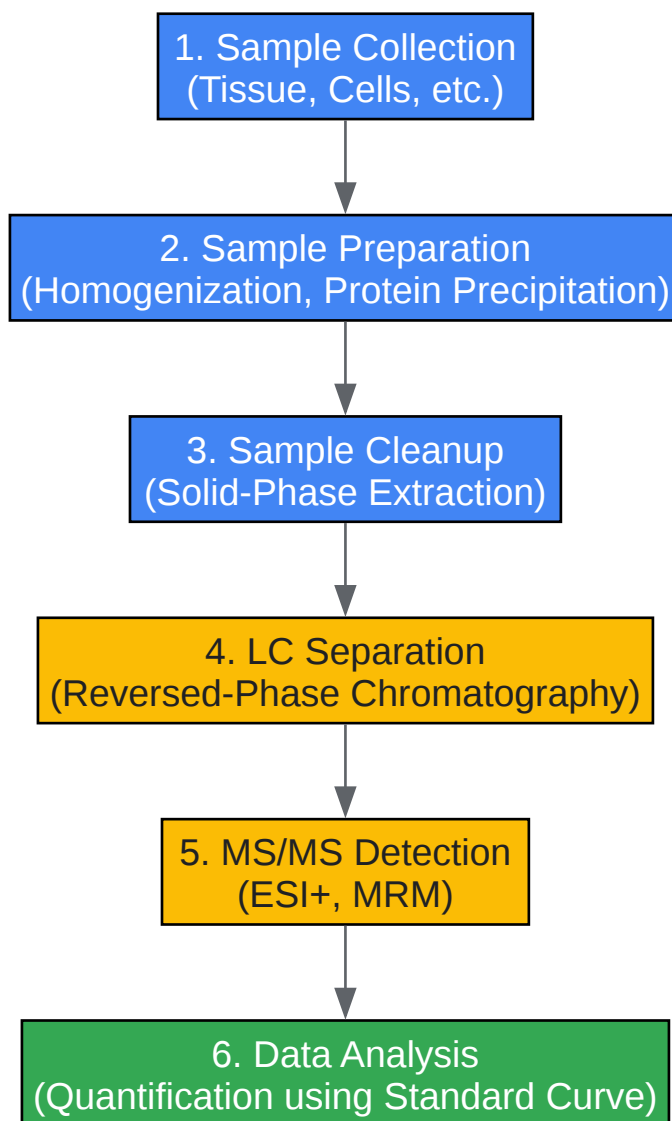 1. Sample Collection
(Tissue, Cells, etc.)
2. Sample Preparation
(Homogenization, Protein Precipitation)
3. Sample Cleanup
(Solid-Phase Extraction)
4. LC Separation
(Reversed-Phase Chromatography)
5. MS/MS Detection
(ESI+, MRM)
6. Data Analysis
(Quantification using Standard Curve)